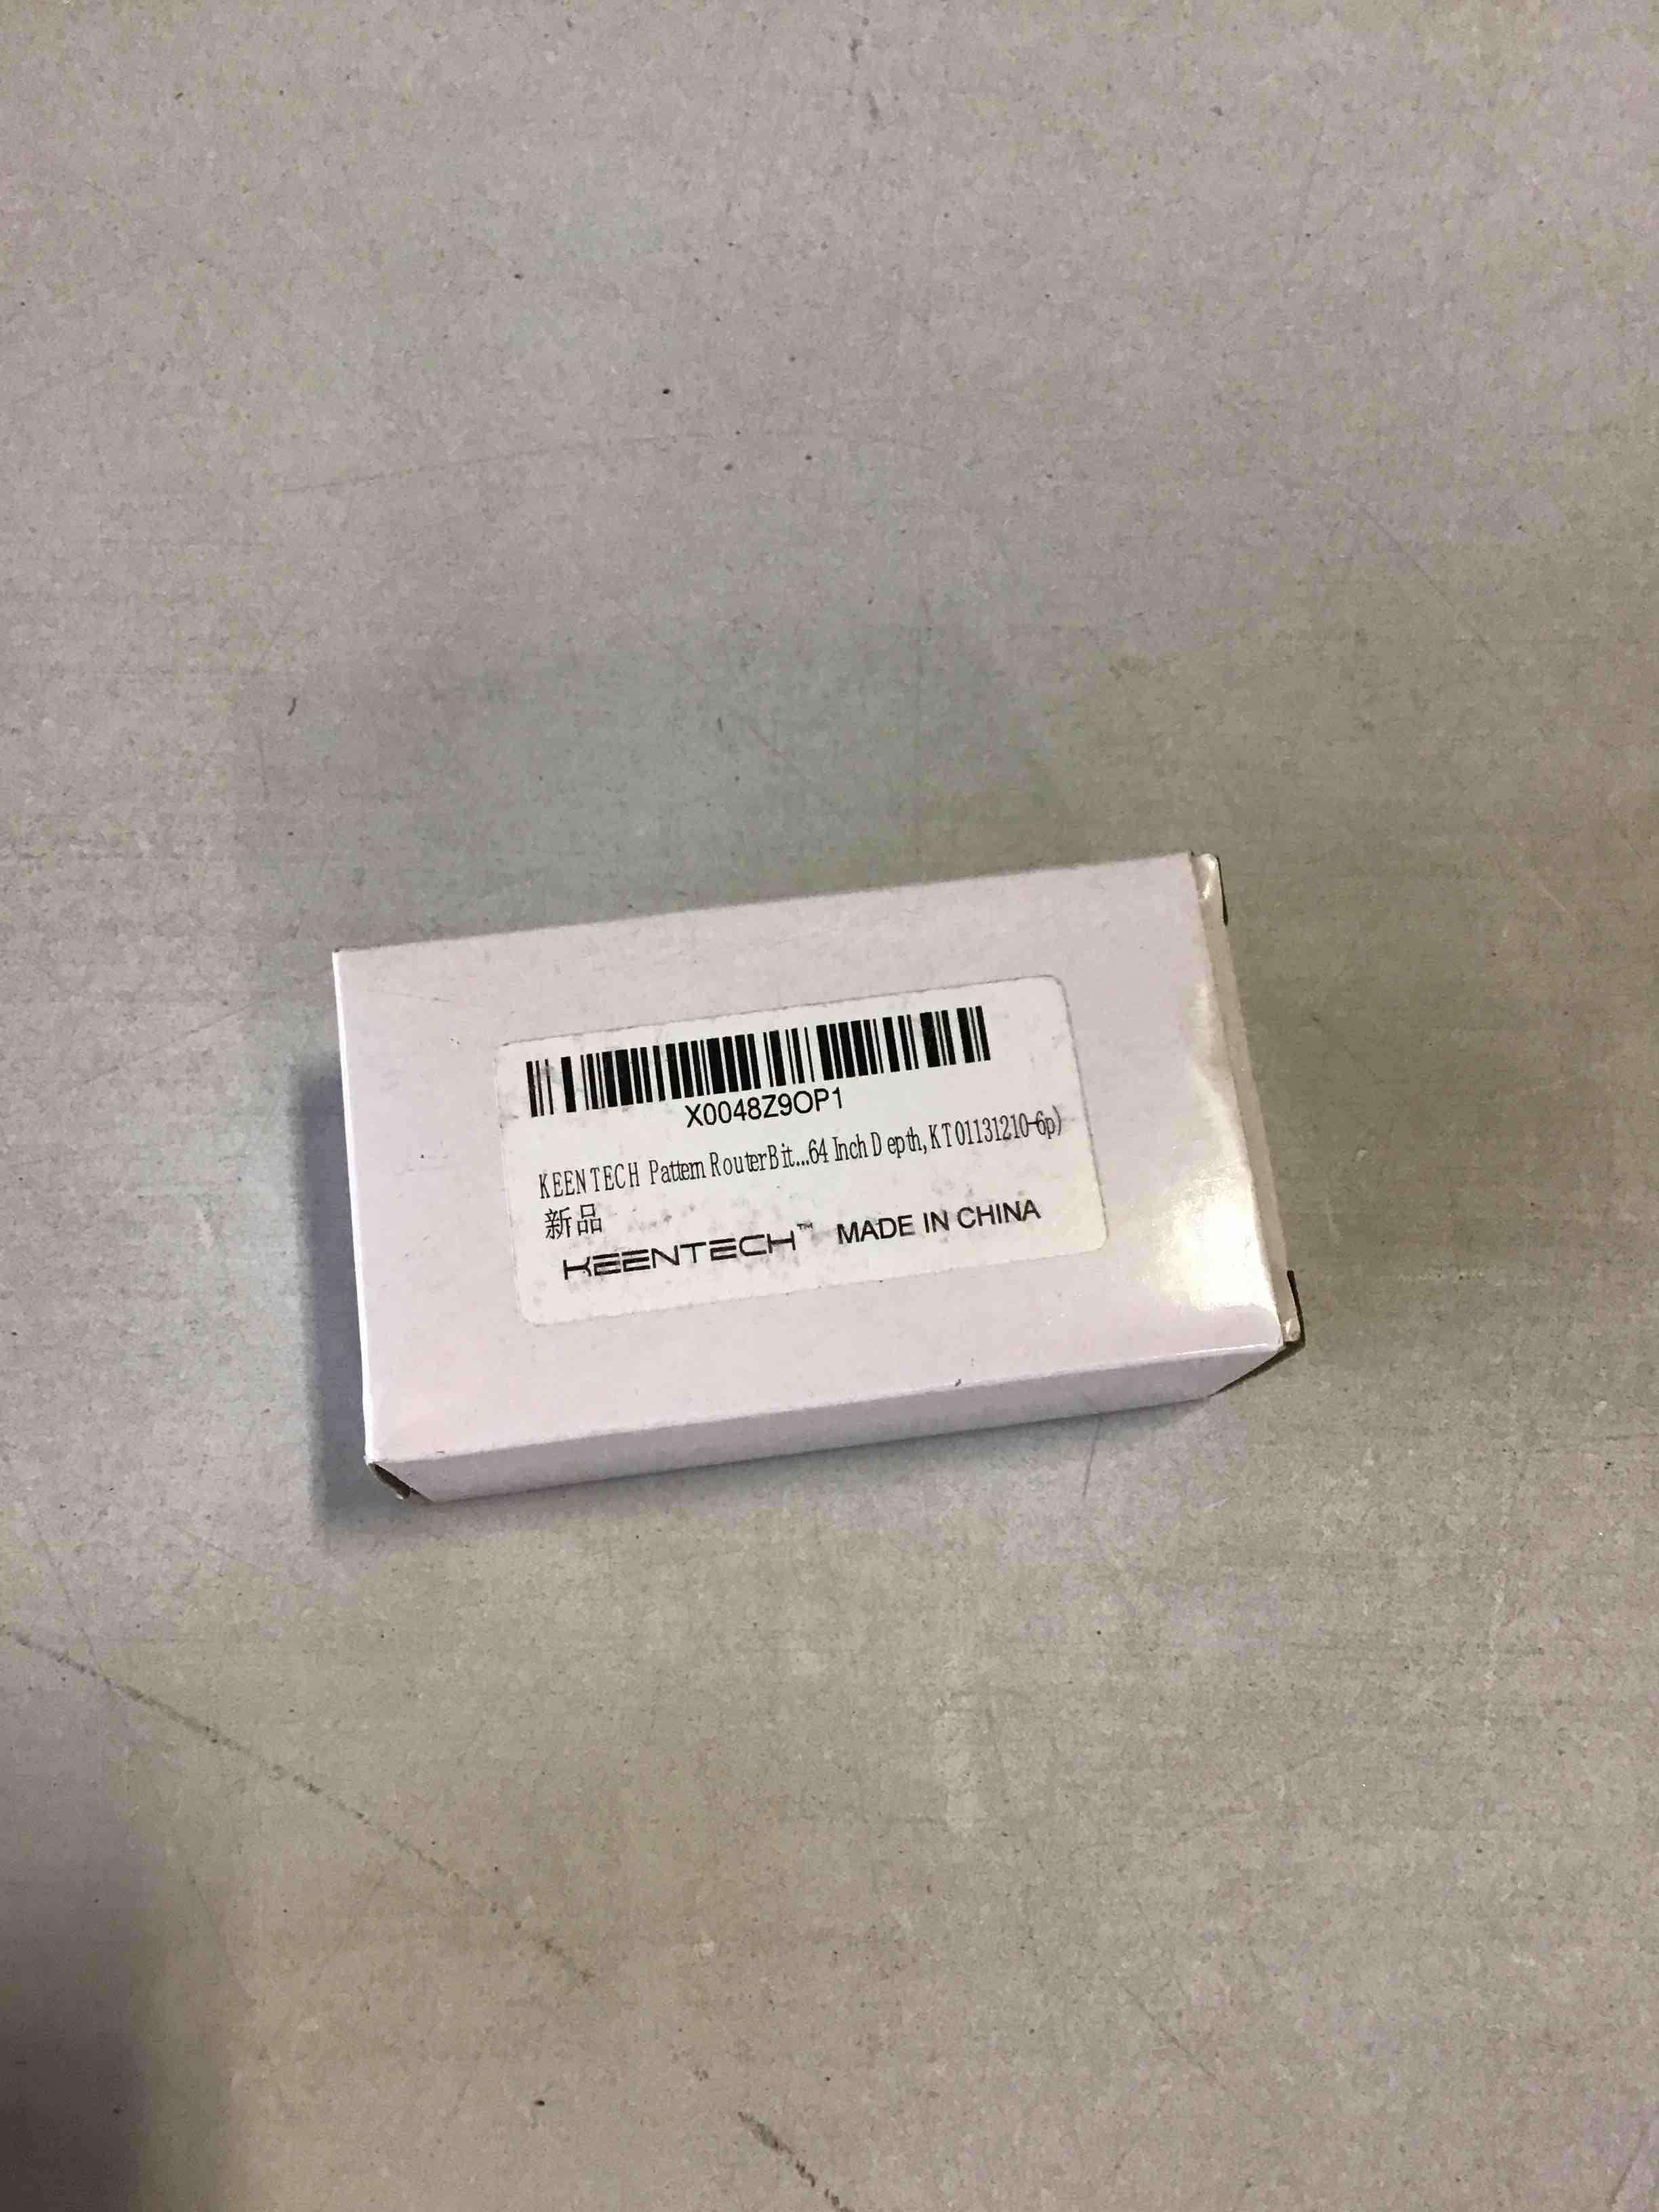 X0048Z9OP1
KEENTECH Pattern Router Bit...64 Inch Depth, KT01131210-6p)
新品
KEENTECH™ MADE IN CHINA